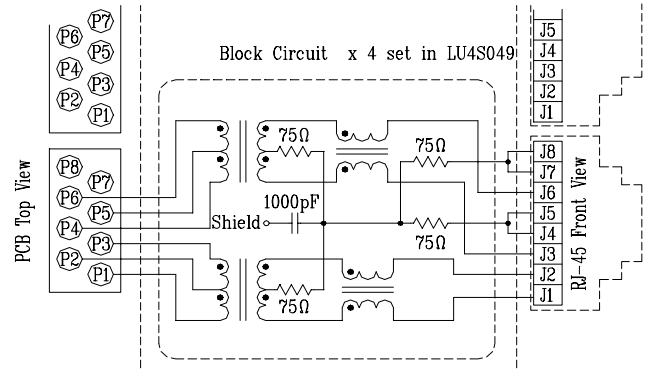 P7
P6
P5
P4
P3
P2
P1
Block Circuit x 4 set in LU4S049
J5
J4
J3
J2
J1
PCB Top View
P8
P7
P6
P5
P4
P3
P2
P1
75Ω
75Ω
1000pF
Shield
75Ω
75Ω
J8
J7
J6
J5
J4
J3
J2
J1
RJ-45 Front View